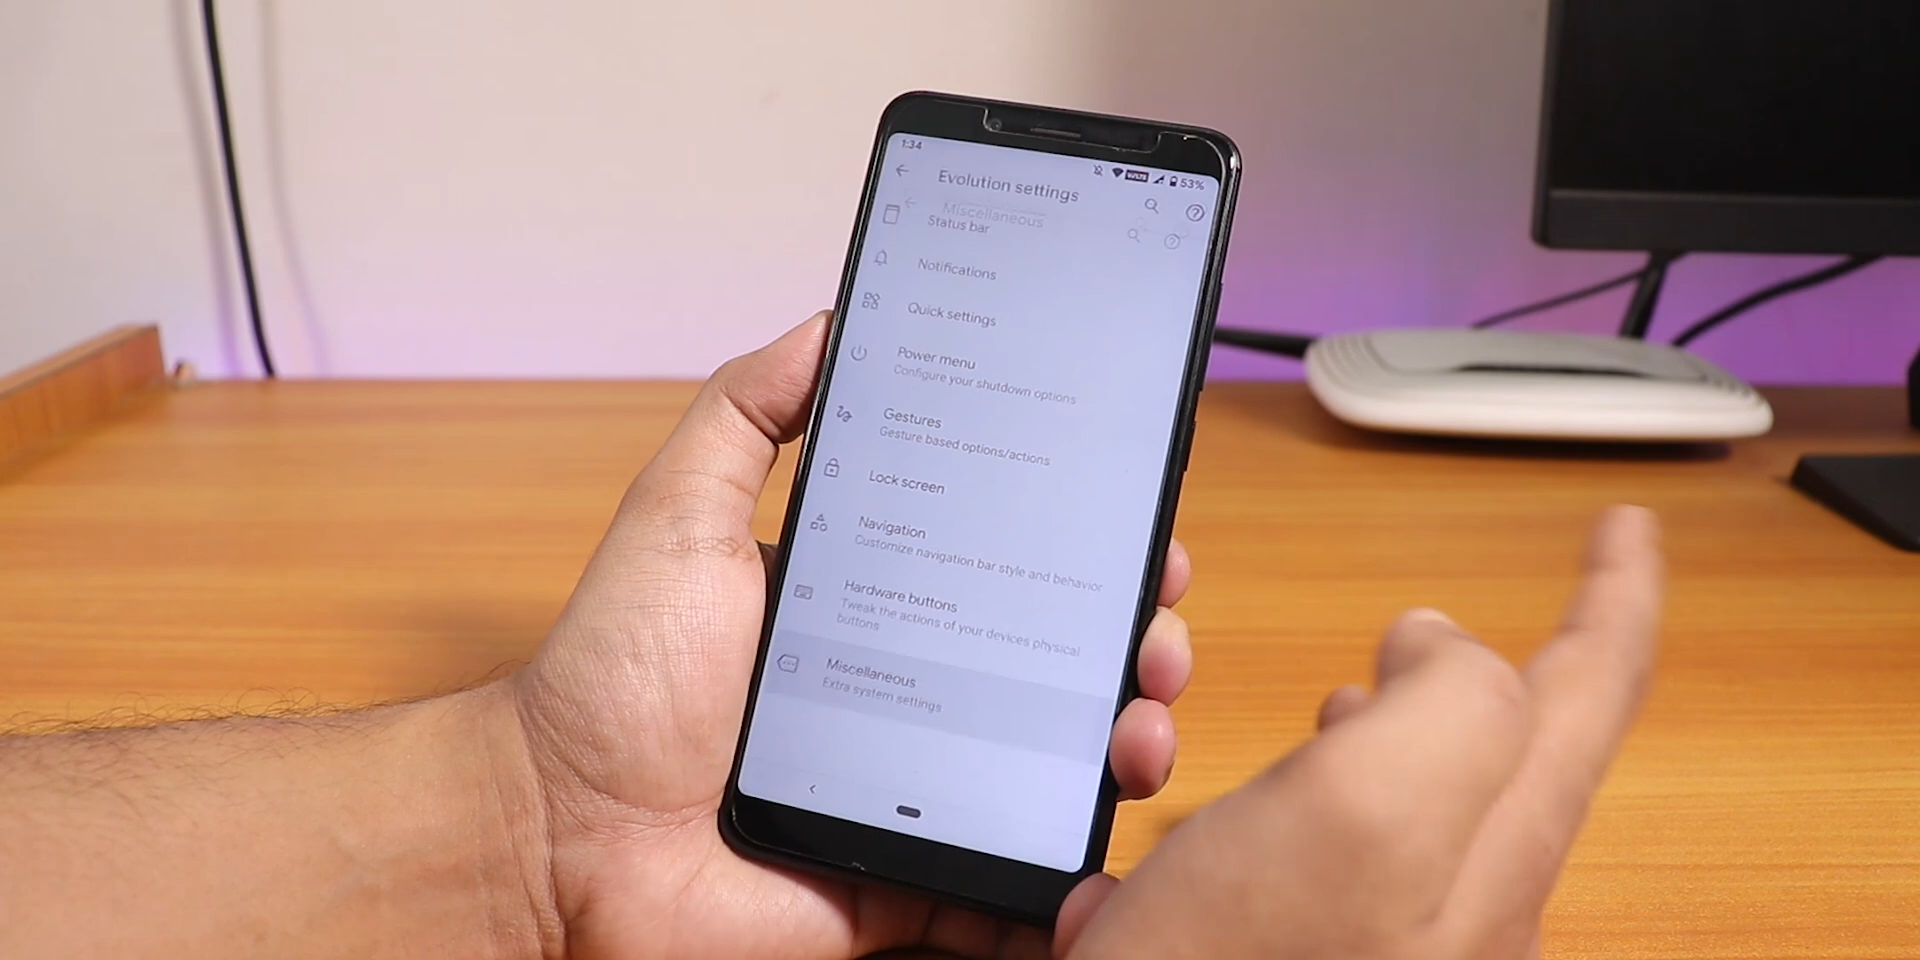 1:34
VoLTE
53%
Evolution settings
Miscellaneous
Status bar
Notifications
Quick settings
Power menu
Configure your shutdown options
Gestures
Gesture based options/actions
Lock screen
Navigation
Customize navigation bar style and behavior
Hardware buttons
Tweak the actions of your devices physical
buttons
Miscellaneous
Extra system settings